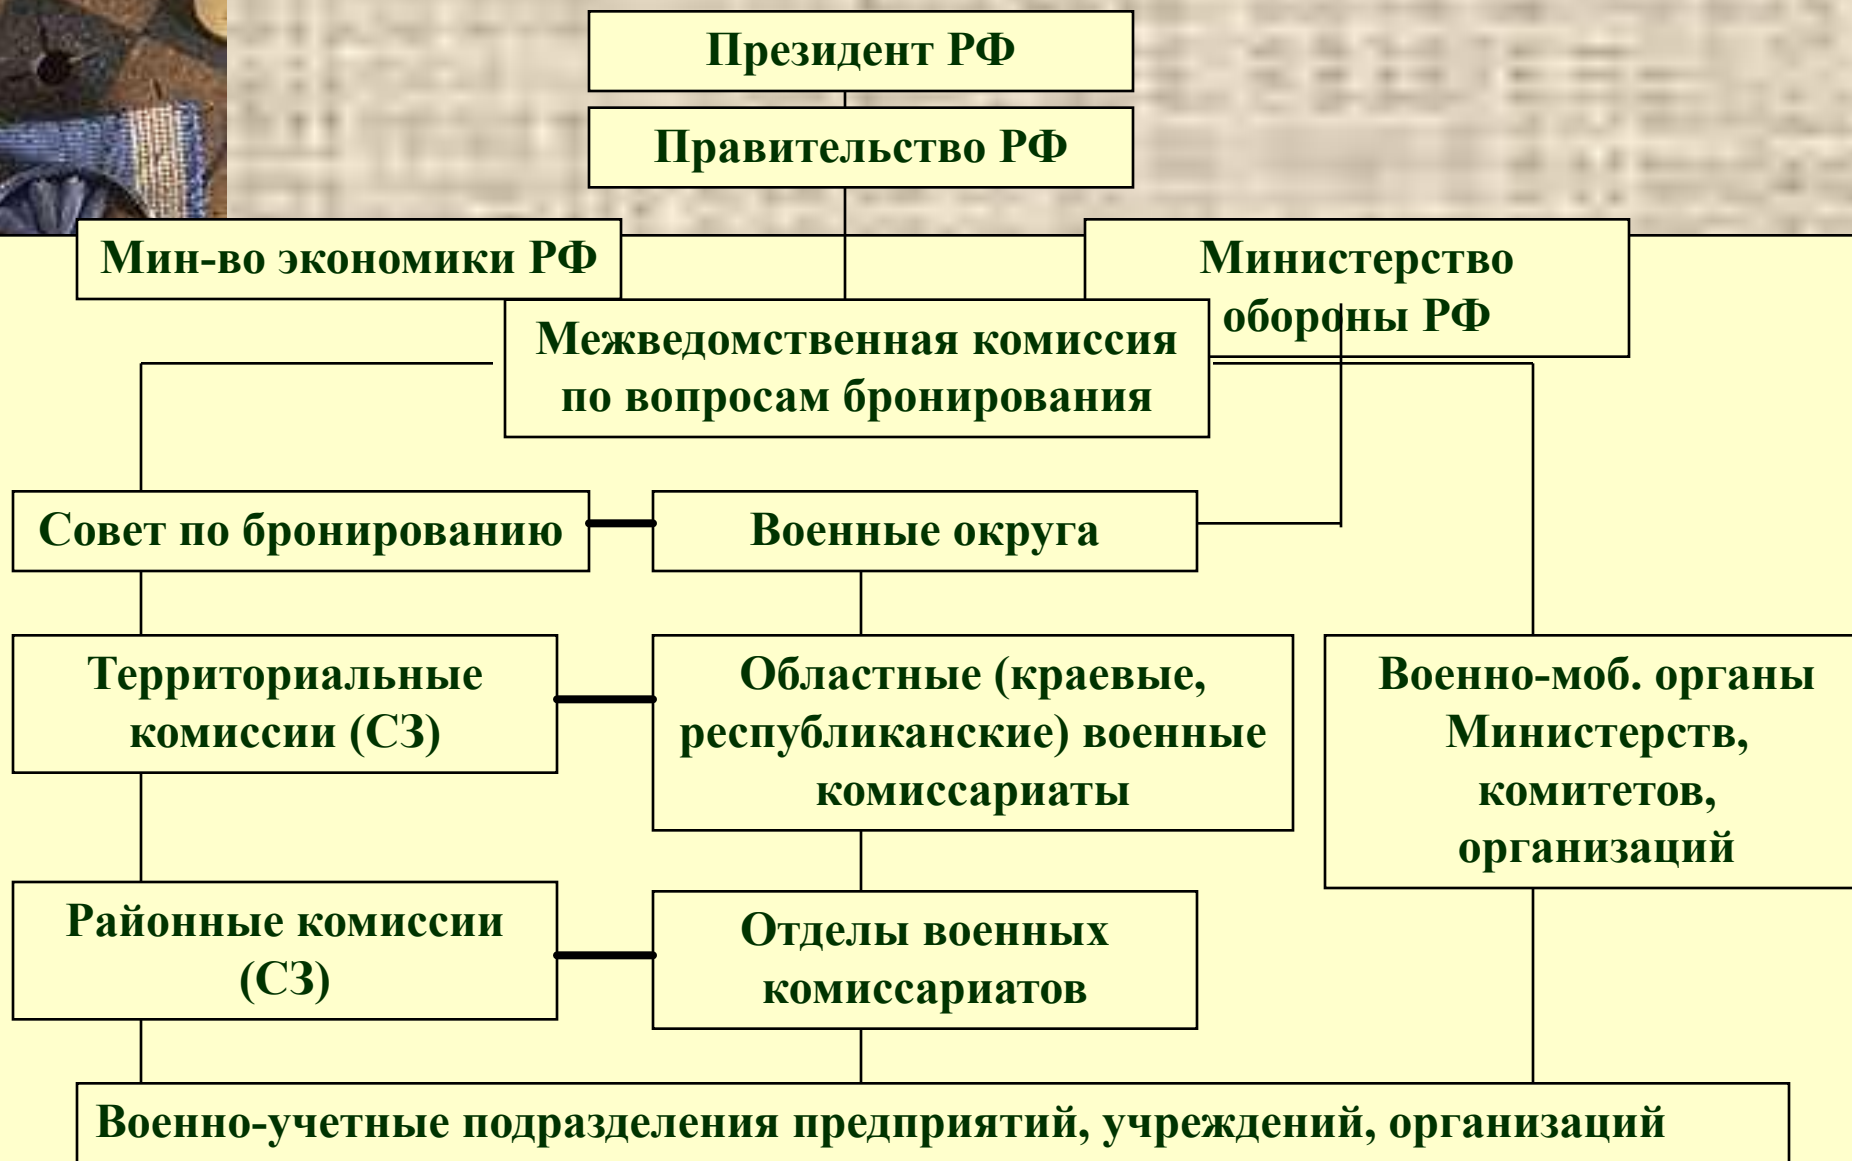 Президент РФ
Правительство РФ
Мин-во экономики РФ
Министерство
обороны РФ
Межведомственная комиссия
по вопросам бронирования
Совет по бронированию
Военные округа
Территориальные
комиссии (СЗ)
Областные (краевые,
республиканские) военные
комиссариаты
Военно-моб. органы
Министерств,
комитетов,
организаций
Районные комиссии
(СЗ)
Отделы военных
комиссариатов
Военно-учетные подразделения предприятий, учреждений, организаций